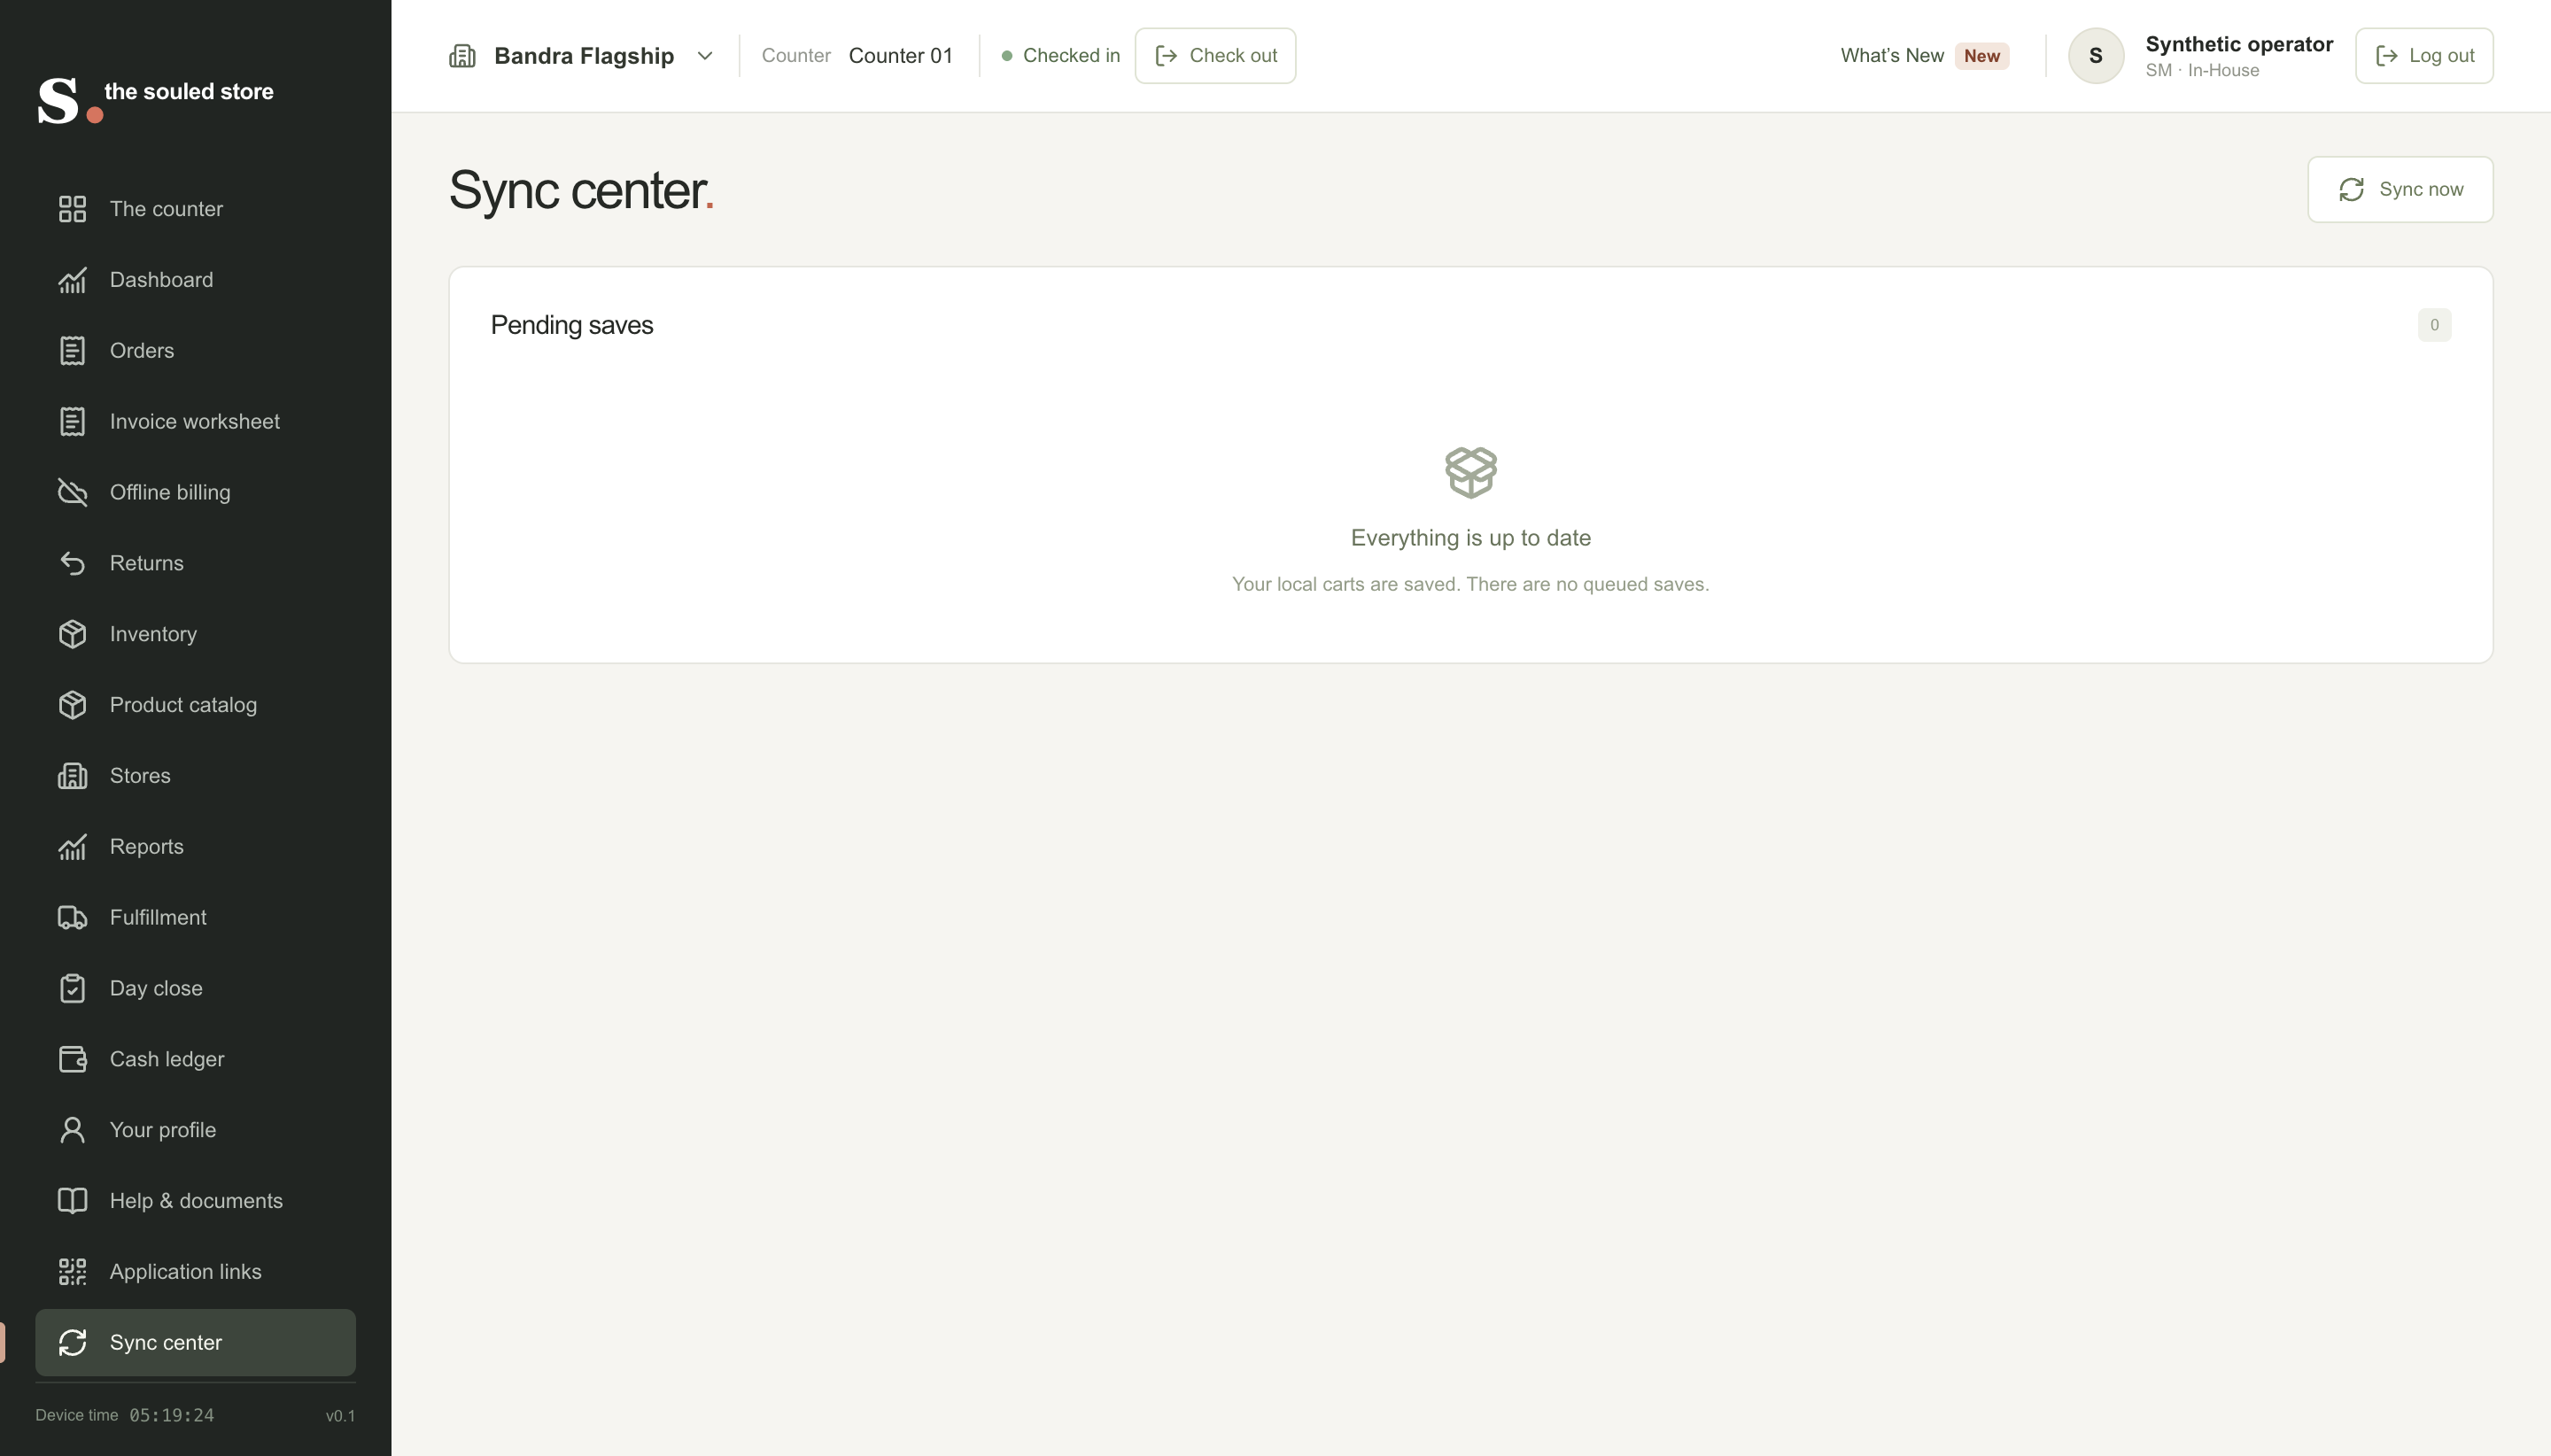 S.
the souled store
The counter
Dashboard
Orders
Invoice worksheet
Offline billing
Returns
Inventory
Product catalog
Stores
Reports
Fulfillment
Day close
Cash ledger
Your profile
Help & documents
Application links
Sync center
Device time 05:19:24 v0.1
Bandra Flagship Counter Counter 01 Checked in Check out What's New New S Synthetic operator Log out
SM · In-House
Sync center.
Sync now
Pending saves 0
Everything is up to date
Your local carts are saved. There are no queued saves.